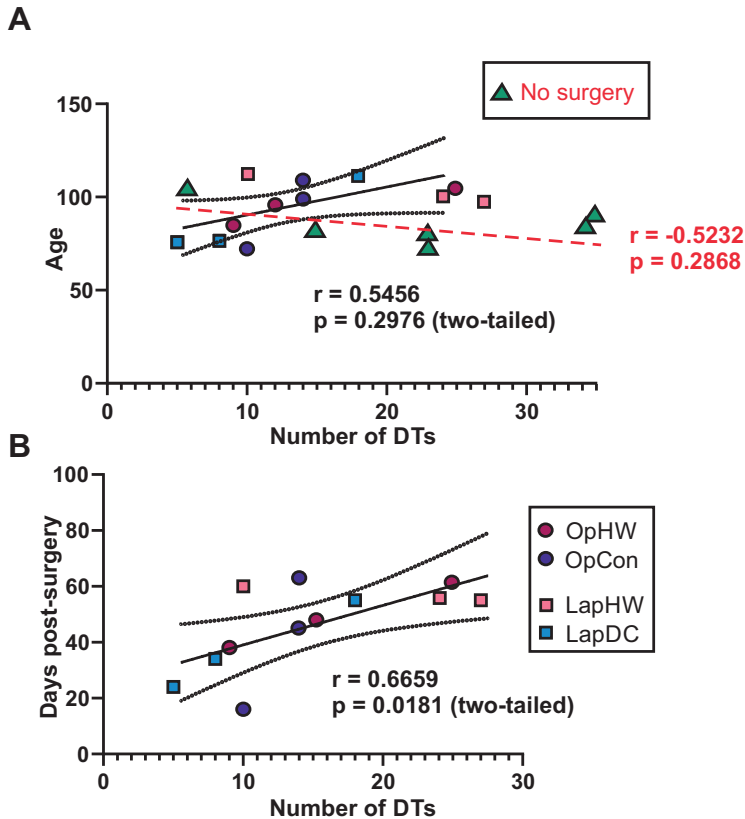 A
No surgery
150
100
50
0
Age
r = -0.5232
p = 0.2868
r = 0.5456
p = 0.2976 (two-tailed)
0
10
20
30
Number of DTs
B
100
80
60
40
20
0
Days post-surgery
OpHW
OpCon
LapHW
LapDC
r = 0.6659
p = 0.0181 (two-tailed)
0
10
20
30
Number of DTs